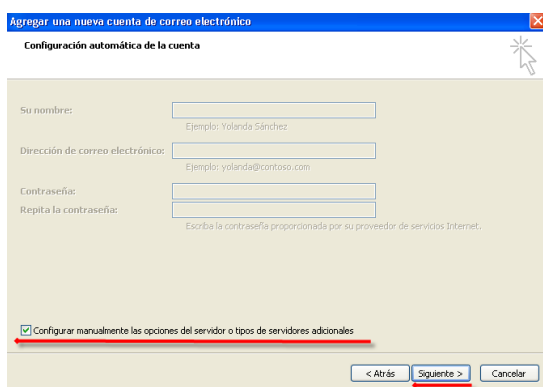 Agregar una nueva cuenta de correo electrónico
Configuración automática de la cuenta
Su nombre:
Ejemplo: Yolanda Sánchez
Dirección de correo electrónico:
Ejemplo: yolanda@contoso.com
Contraseña:
Repita la contraseña:
Escriba la contraseña proporcionada por su proveedor de servicios Internet.
Configurar manualmente las opciones del servidor o tipos de servidores adicionales
< Atrás Siguiente > Cancelar